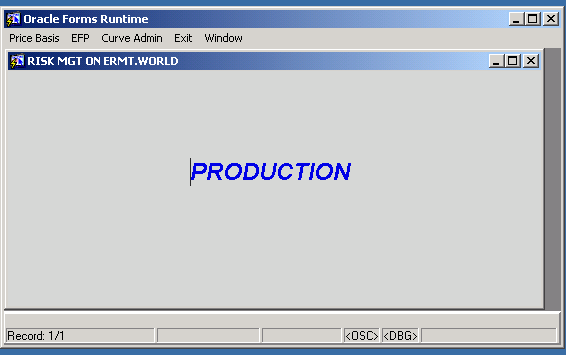 Oracle Forms Runtime
Price Basis EFP Curve Admin Exit Window
RISK MGT ON ERMT.WORLD
PRODUCTION
Record: 1/1 <OSC> <DBG>